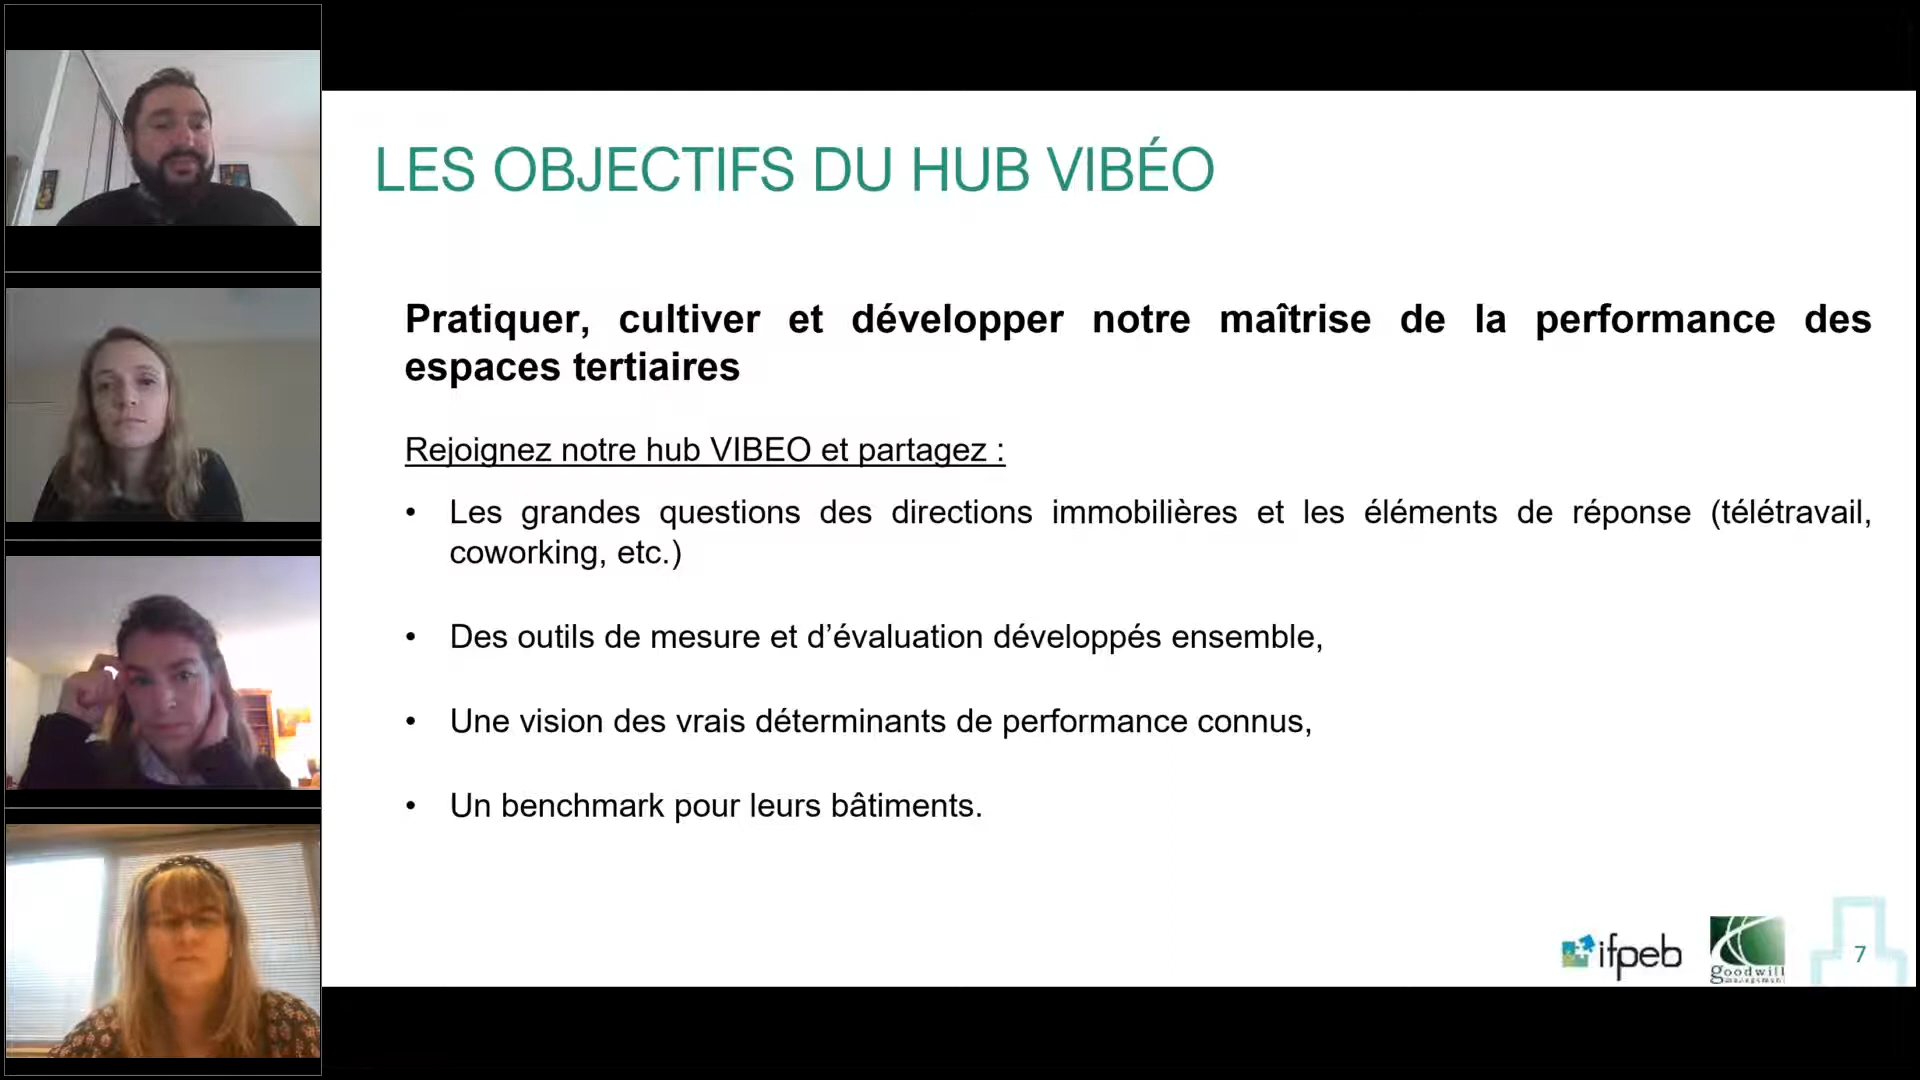 LES OBJECTIFS DU HUB VIBÉO
Pratiquer, cultiver et développer notre maîtrise de la performance des
espaces tertiaires
Rejoignez notre hub VIBEO et partagez :
• Les grandes questions des directions immobilières et les éléments de réponse (télétravail,
coworking, etc.)
• Des outils de mesure et d’évaluation développés ensemble,
• Une vision des vrais déterminants de performance connus,
• Un benchmark pour leurs bâtiments.
ifpeb
goodwill
management
7